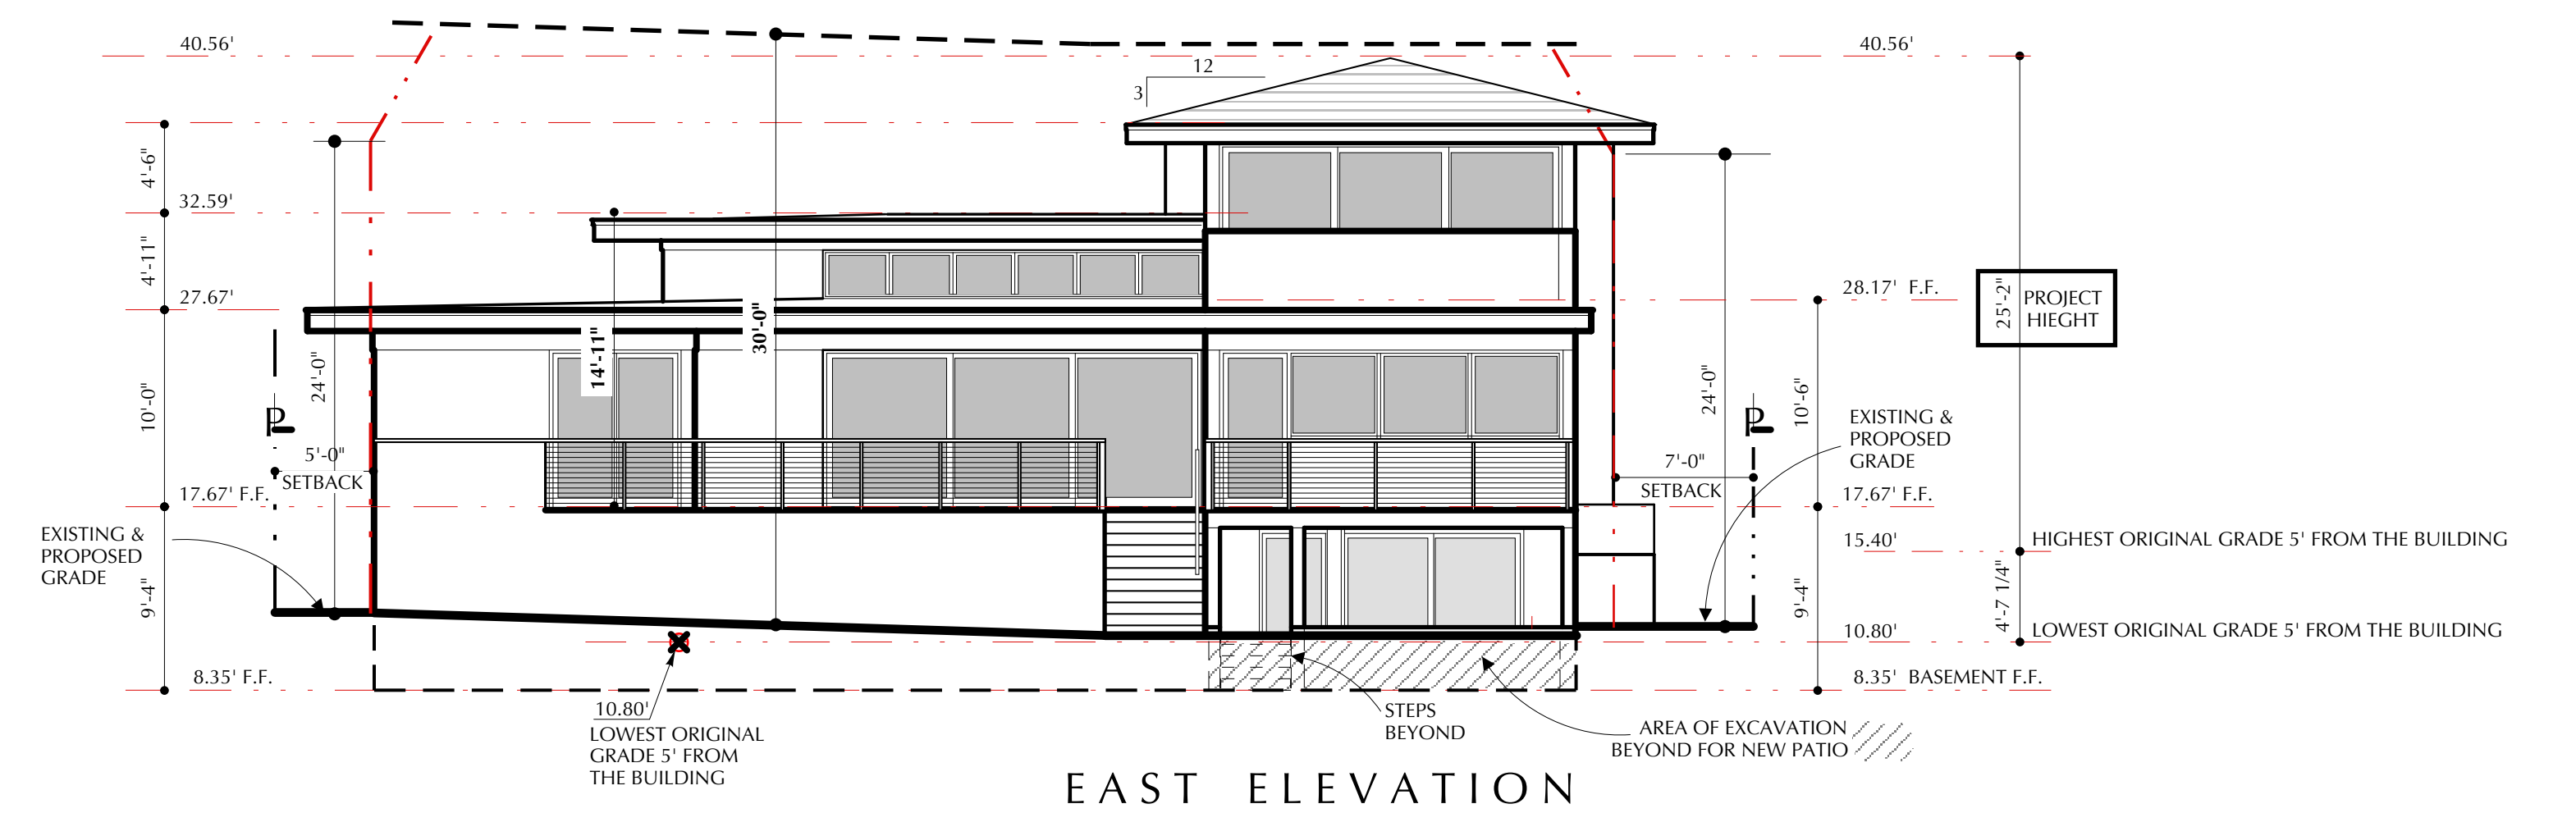 40.56'
40.56'
12
3
4'-6"
32.59'
4'-11"
27.67'
24'-0"
10'-0"
PL
5'-0"
SETBACK
17.67' F.F.
EXISTING &
PROPOSED
GRADE
9'-4"
8.35' F.F.
14'-11"
30'-0"
10.80'
LOWEST ORIGINAL
GRADE 5' FROM
THE BUILDING
STEPS
BEYOND
AREA OF EXCAVATION
BEYOND FOR NEW PATIO
24'-0"
7'-0"
SETBACK
PL
10'-6"
28.17' F.F.
25'-2"
PROJECT
HIEGHT
EXISTING &
PROPOSED
GRADE
17.67' F.F.
15.40'
HIGHEST ORIGINAL GRADE 5' FROM THE BUILDING
9'-4"
4'-7 1/4"
10.80'
LOWEST ORIGINAL GRADE 5' FROM THE BUILDING
8.35' BASEMENT F.F.
EAST ELEVATION